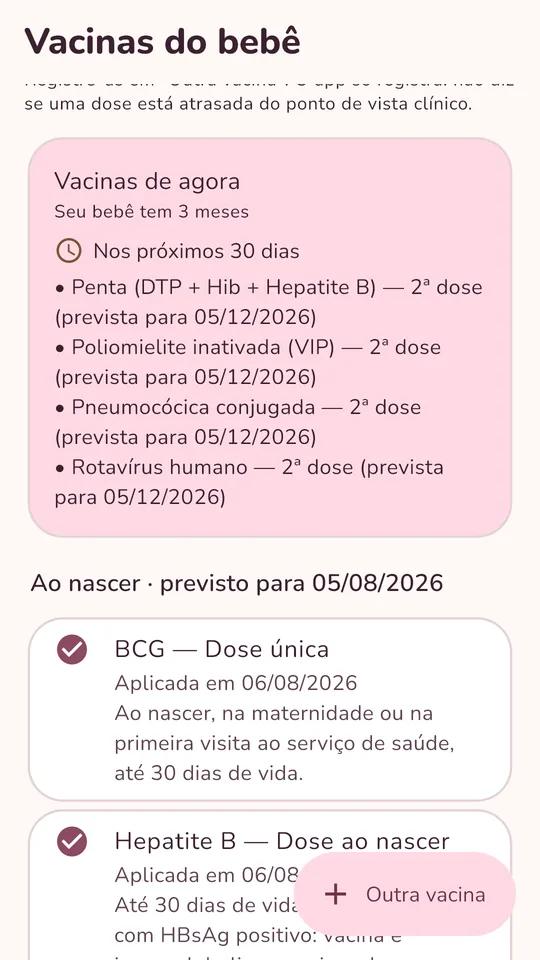 Vacinas do bebê
se uma dose está atrasada do ponto de vista clínico.
Vacinas de agora
Seu bebê tem 3 meses
Nos próximos 30 dias
• Penta (DTP + Hib + Hepatite B) — 2ª dose
(prevista para 05/12/2026)
• Poliomielite inativada (VIP) — 2ª dose
(prevista para 05/12/2026)
• Pneumocócica conjugada — 2ª dose
(prevista para 05/12/2026)
• Rotavírus humano — 2ª dose (prevista
para 05/12/2026)
Ao nascer · previsto para 05/08/2026
BCG — Dose única
Aplicada em 06/08/2026
Ao nascer, na maternidade ou na
primeira visita ao serviço de saúde,
até 30 dias de vida.
Hepatite B — Dose ao nascer
Aplicada em 06/08
Até 30 dias de vida
com HBsAg positivo: vacina e
Outra vacina